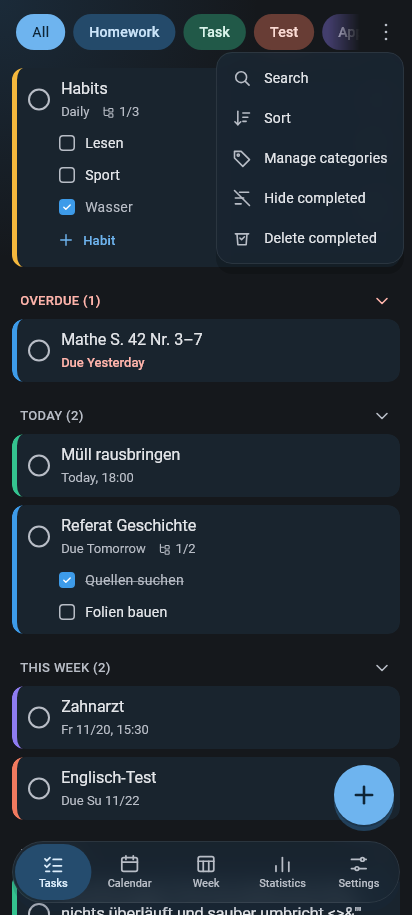 All
Homework
Task
Test
Search
Sort
Manage categories
Hide completed
Delete completed
Habits
Daily 1/3
Lesen
Sport
Wasser
Habit
OVERDUE (1)
Mathe S. 42 Nr. 3–7
Due Yesterday
TODAY (2)
Müll rausbringen
Today, 18:00
Referat Geschichte
Due Tomorrow 1/2
Quellen suchen
Folien bauen
THIS WEEK (2)
Zahnarzt
Fr 11/20, 15:30
Englisch-Test
Due Su 11/22
Tasks
Calendar
Week
Statistics
Settings
nichts überläuft und sauber umbricht